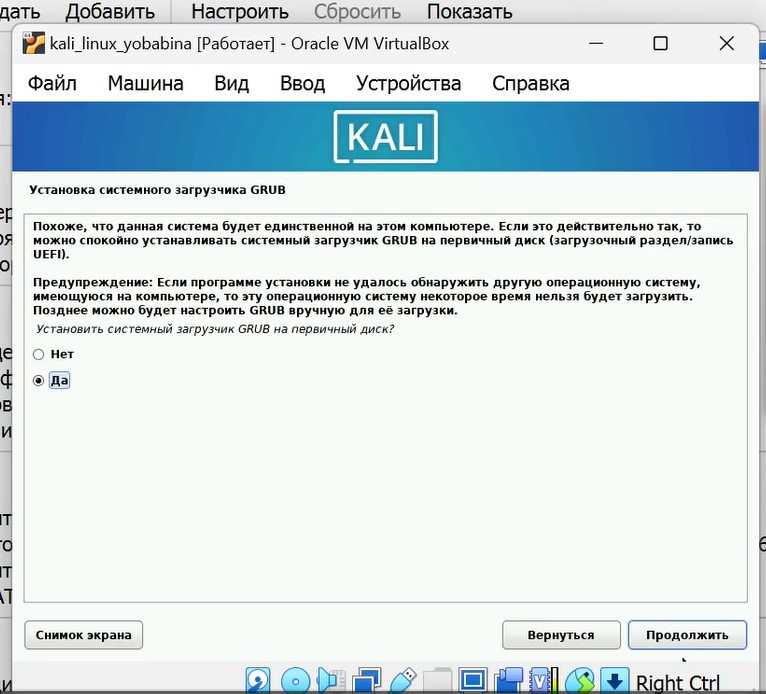 дать Добавить Настроить Сбросить Показать
kali_linux_yobabina [Работает] - Oracle VM VirtualBox
Файл Машина Вид Ввод Устройства Справка
KALI
Установка системного загрузчика GRUB
Похоже, что данная система будет единственной на этом компьютере. Если это действительно так, то
можно спокойно устанавливать системный загрузчик GRUB на первичный диск (загрузочный раздел/запись
UEFI).
Предупреждение: Если программе установки не удалось обнаружить другую операционную систему,
имеющуюся на компьютере, то эту операционную систему некоторое время нельзя будет загрузить.
Позднее можно будет настроить GRUB вручную для её загрузки.
Установить системный загрузчик GRUB на первичный диск?
Нет
Да
Снимок экрана Вернуться Продолжить
Right Ctrl